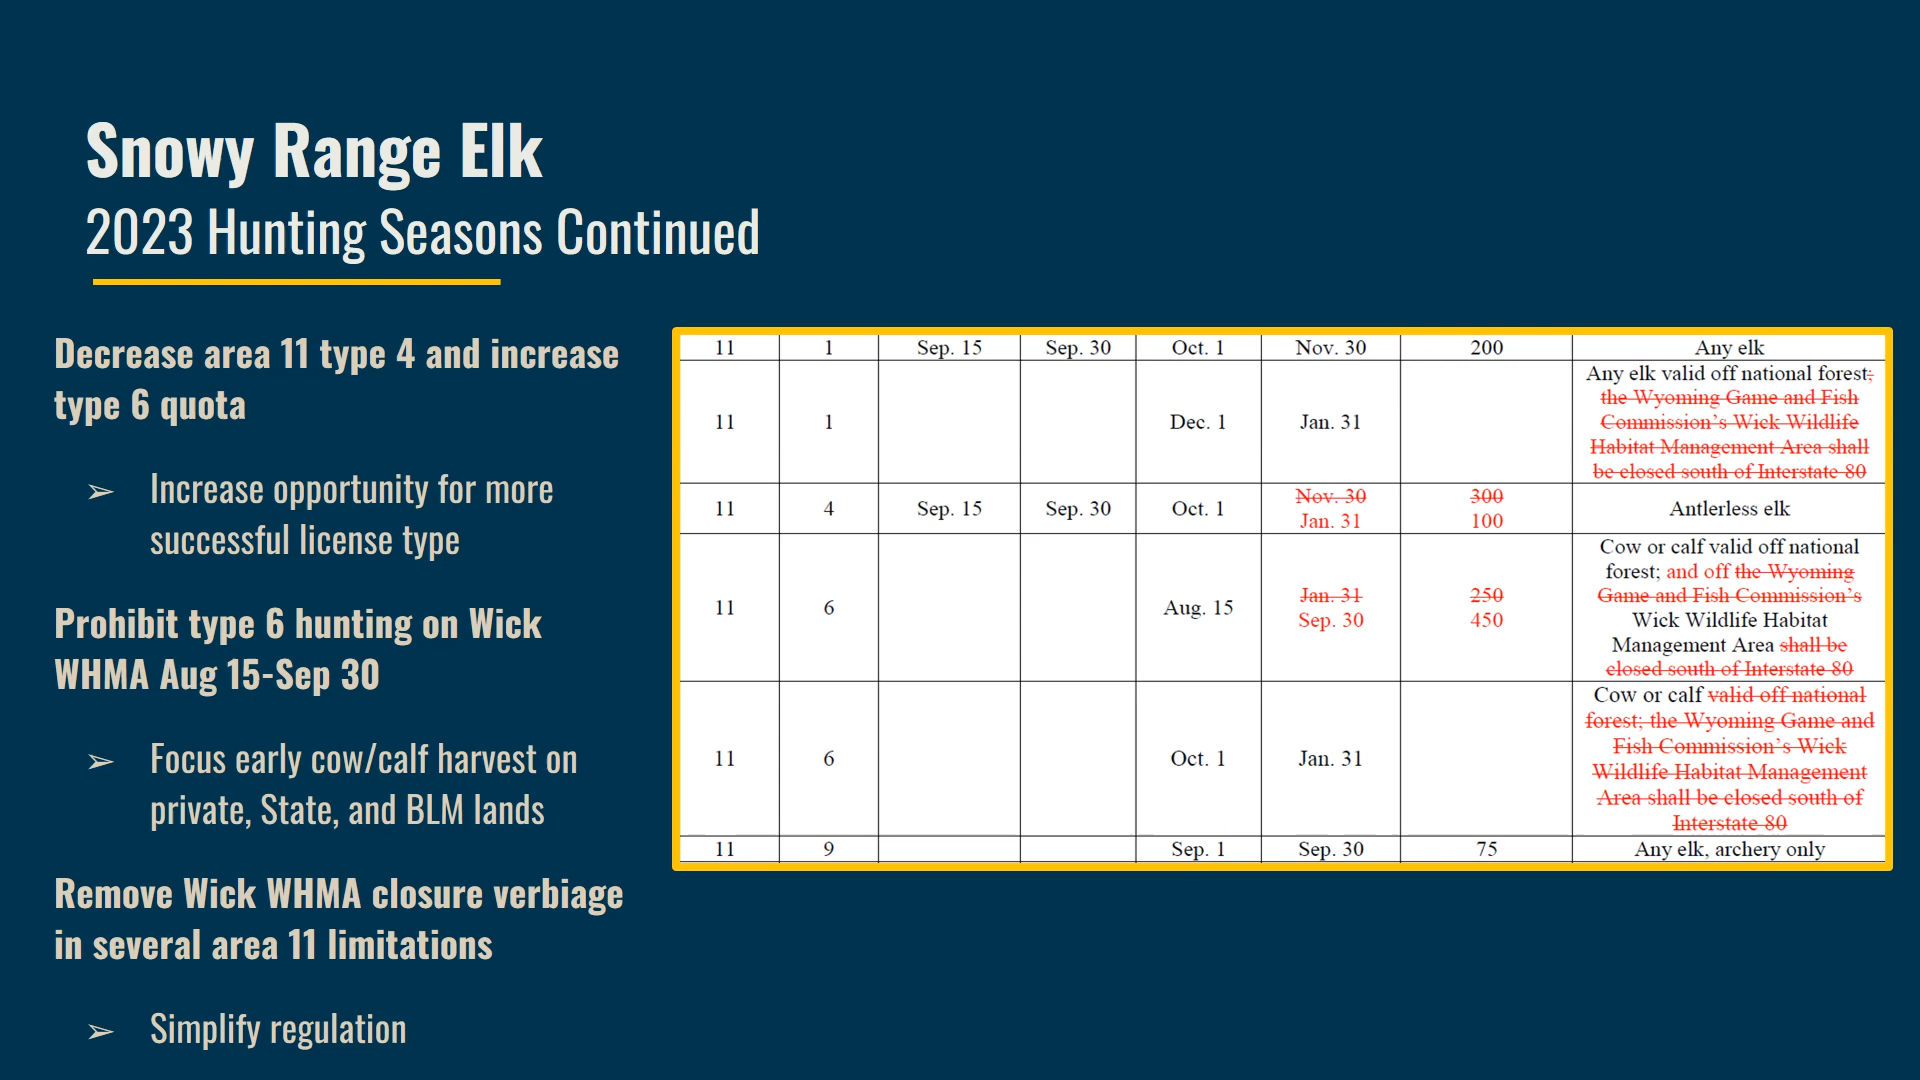 Snowy Range Elk
2023 Hunting Seasons Continued
Decrease area 11 type 4 and increase
type 6 quota
➢ Increase opportunity for more
successful license type
Prohibit type 6 hunting on Wick
WHMA Aug 15-Sep 30
➢ Focus early cow/calf harvest on
private, State, and BLM lands
Remove Wick WHMA closure verbiage
in several area 11 limitations
➢ Simplify regulation
11 1 Sep. 15 Sep. 30 Oct. 1 Nov. 30 200 Any elk
11 1 Dec. 1 Jan. 31 Any elk valid off national forest;
the Wyoming Game and Fish
Commission's Wick Wildlife
Habitat Management Area shall
be closed south of Interstate 80
11 4 Sep. 15 Sep. 30 Oct. 1 Nov. 30 300 Antlerless elk
Jan. 31 100
11 6 Aug. 15 Jan. 31 250 Cow or calf valid off national
Sep. 30 450 forest; and off the Wyoming
Game and Fish Commission's
Wick Wildlife Habitat
Management Area shall be
closed south of Interstate 80
11 6 Oct. 1 Jan. 31 Cow or calf valid off national
forest; the Wyoming Game and
Fish Commission's Wick
Wildlife Habitat Management
Area shall be closed south of
Interstate 80
11 9 Sep. 1 Sep. 30 75 Any elk, archery only